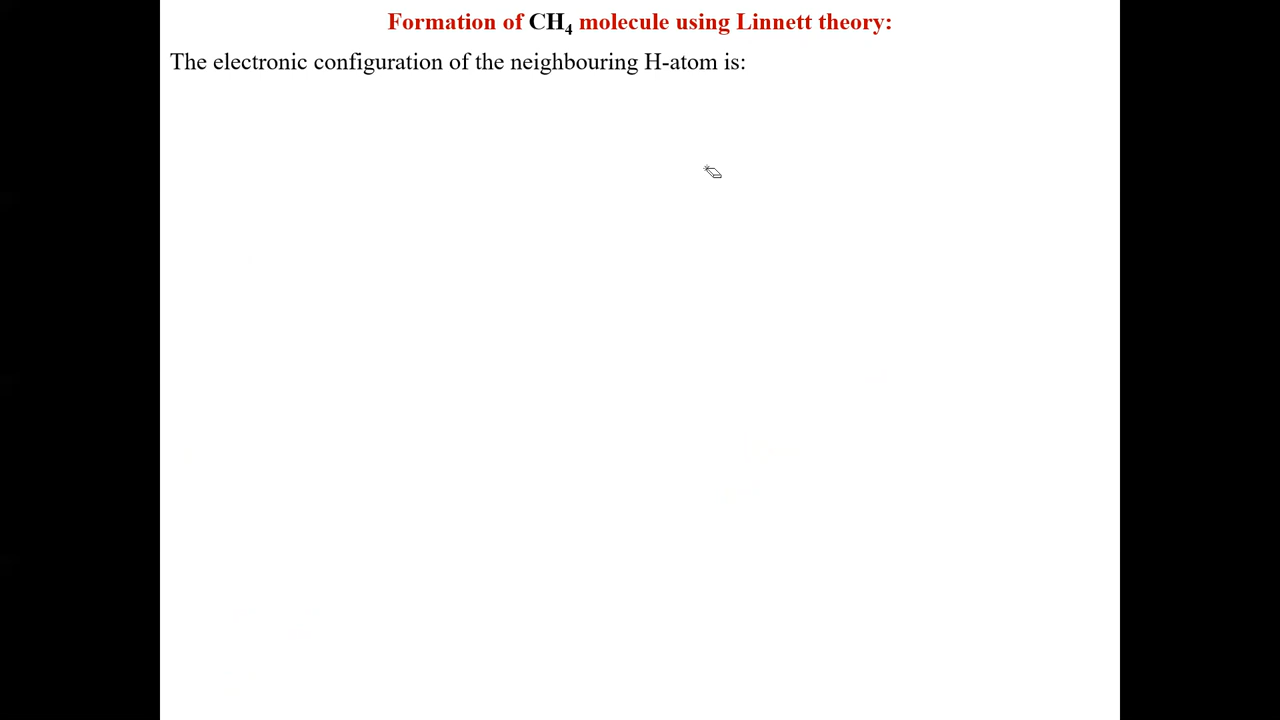 Formation of CH₄ molecule using Linnett theory:
The electronic configuration of the neighbouring H-atom is: